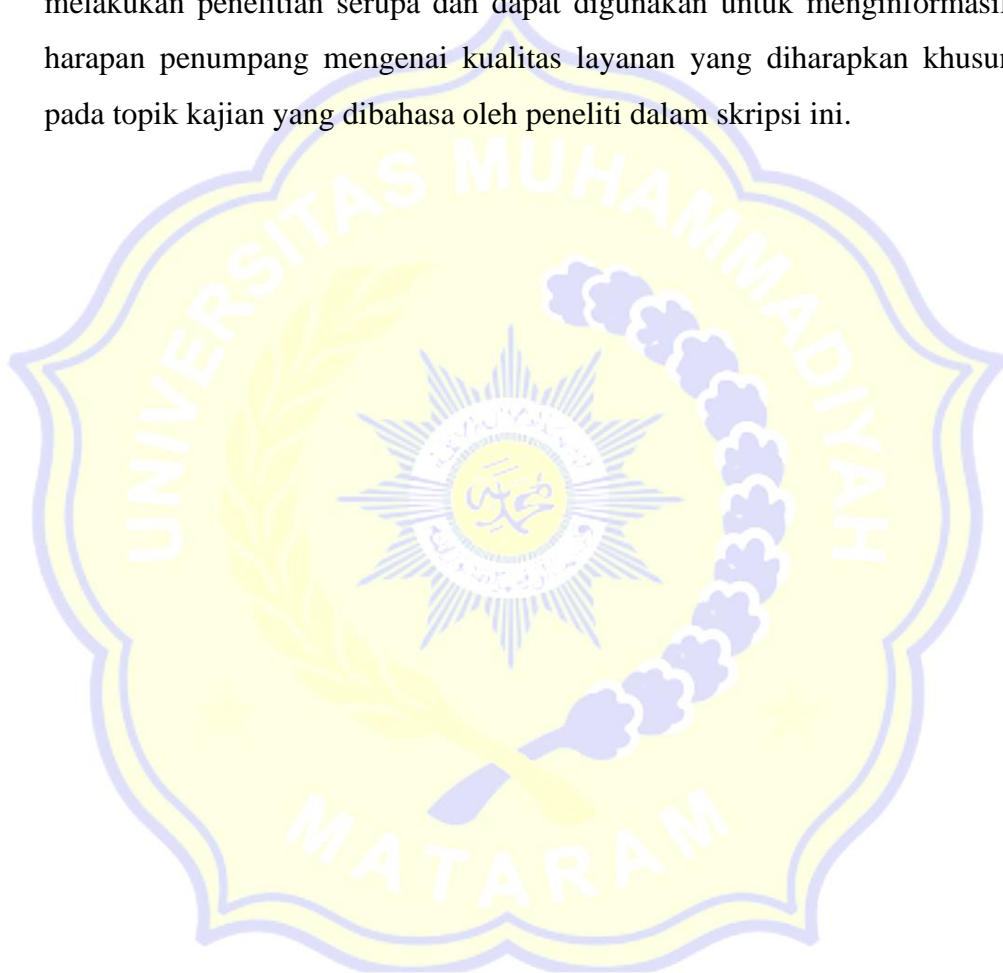 melakukan penelitian serupa dan dapat digunakan untuk menginformasil
harapan penumpang mengenai kualitas layanan yang diharapkan khusu
pada topik kajian yang dibahasa oleh peneliti dalam skripsi ini.
UNIVERSITAS MUHAMMADIYAH
MATARAM